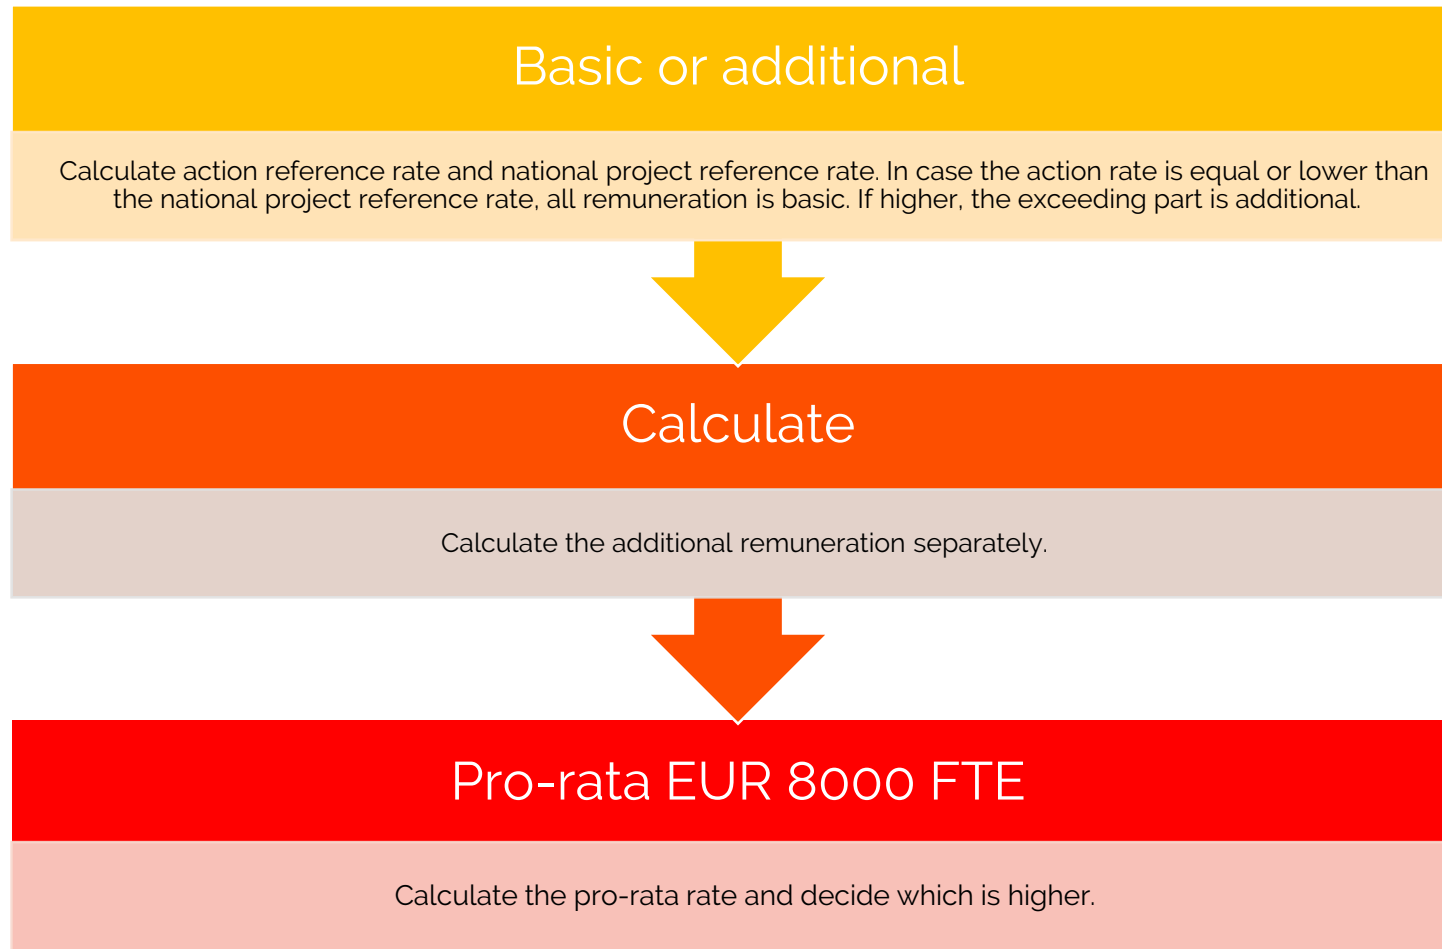 Basic or additional
Calculate action reference rate and national project reference rate. In case the action rate is equal or lower than
the national project reference rate, all remuneration is basic. If higher, the exceeding part is additional.
Calculate
Calculate the additional remuneration separately.
Pro-rata EUR 8000 FTE
Calculate the pro-rata rate and decide which is higher.